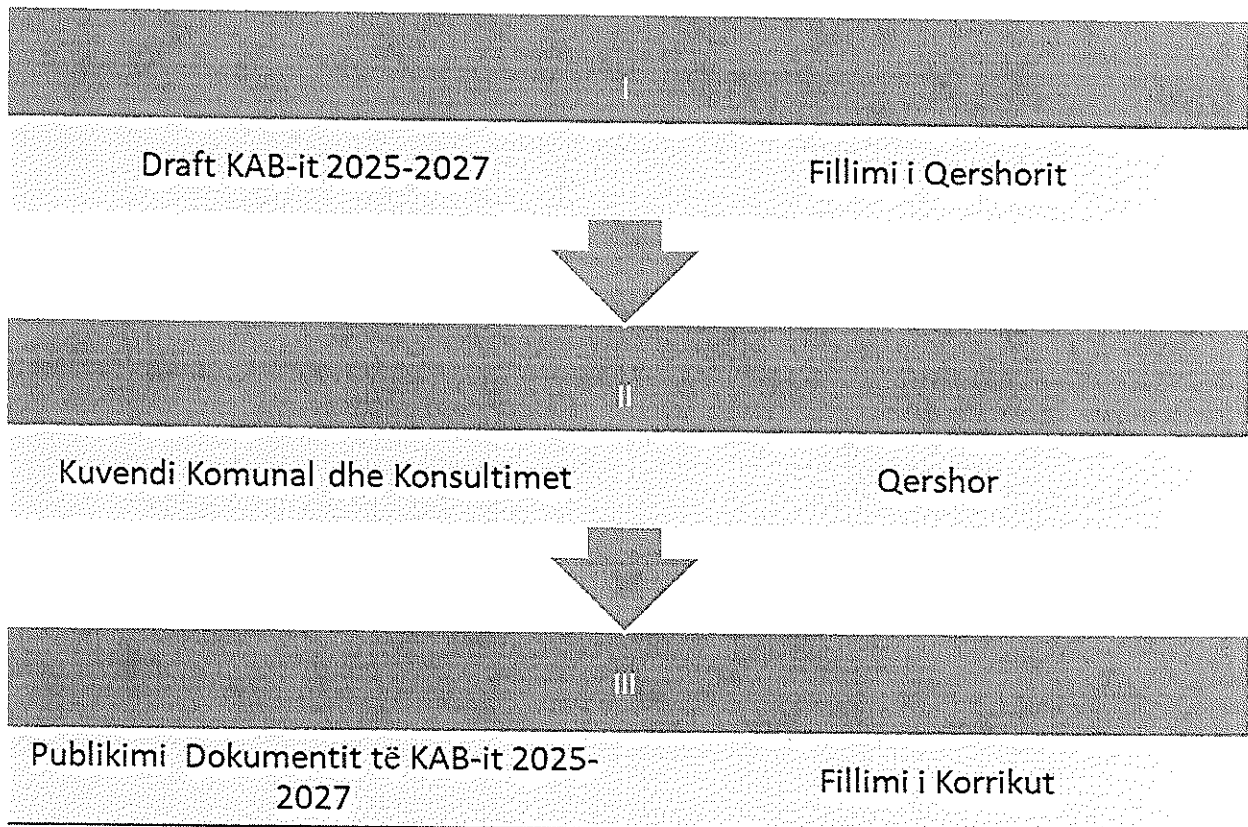 I
Draft KAB-it 2025-2027
Fillimi i Qershorit
II
Kuvendi Komunal dhe Konsultimet
Qershor
III
Publikimi Dokumentit të KAB-it 2025-
2027
Fillimi i Korrikut